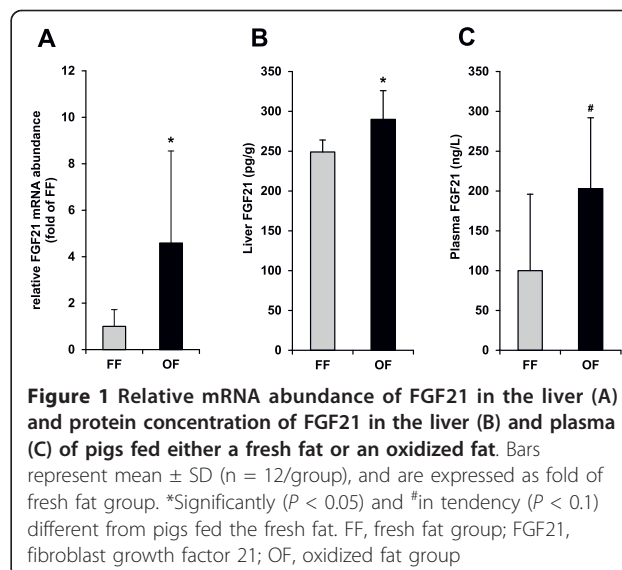 A
B
C
relative FGF21 mRNA abundance
(fold of FF)
12
10
8
6
4
2
0
*
FF
OF
Liver FGF21 (pg/g)
350
300
250
200
150
100
50
0
*
FF
OF
Plasma FGF21 (ng/L)
350
300
250
200
150
100
50
0
#
FF
OF
Figure 1 Relative mRNA abundance of FGF21 in the liver (A)
and protein concentration of FGF21 in the liver (B) and plasma
(C) of pigs fed either a fresh fat or an oxidized fat. Bars
represent mean ± SD (n = 12/group), and are expressed as fold of
fresh fat group. *Significantly (P < 0.05) and #in tendency (P < 0.1)
different from pigs fed the fresh fat. FF, fresh fat group; FGF21,
fibroblast growth factor 21; OF, oxidized fat group